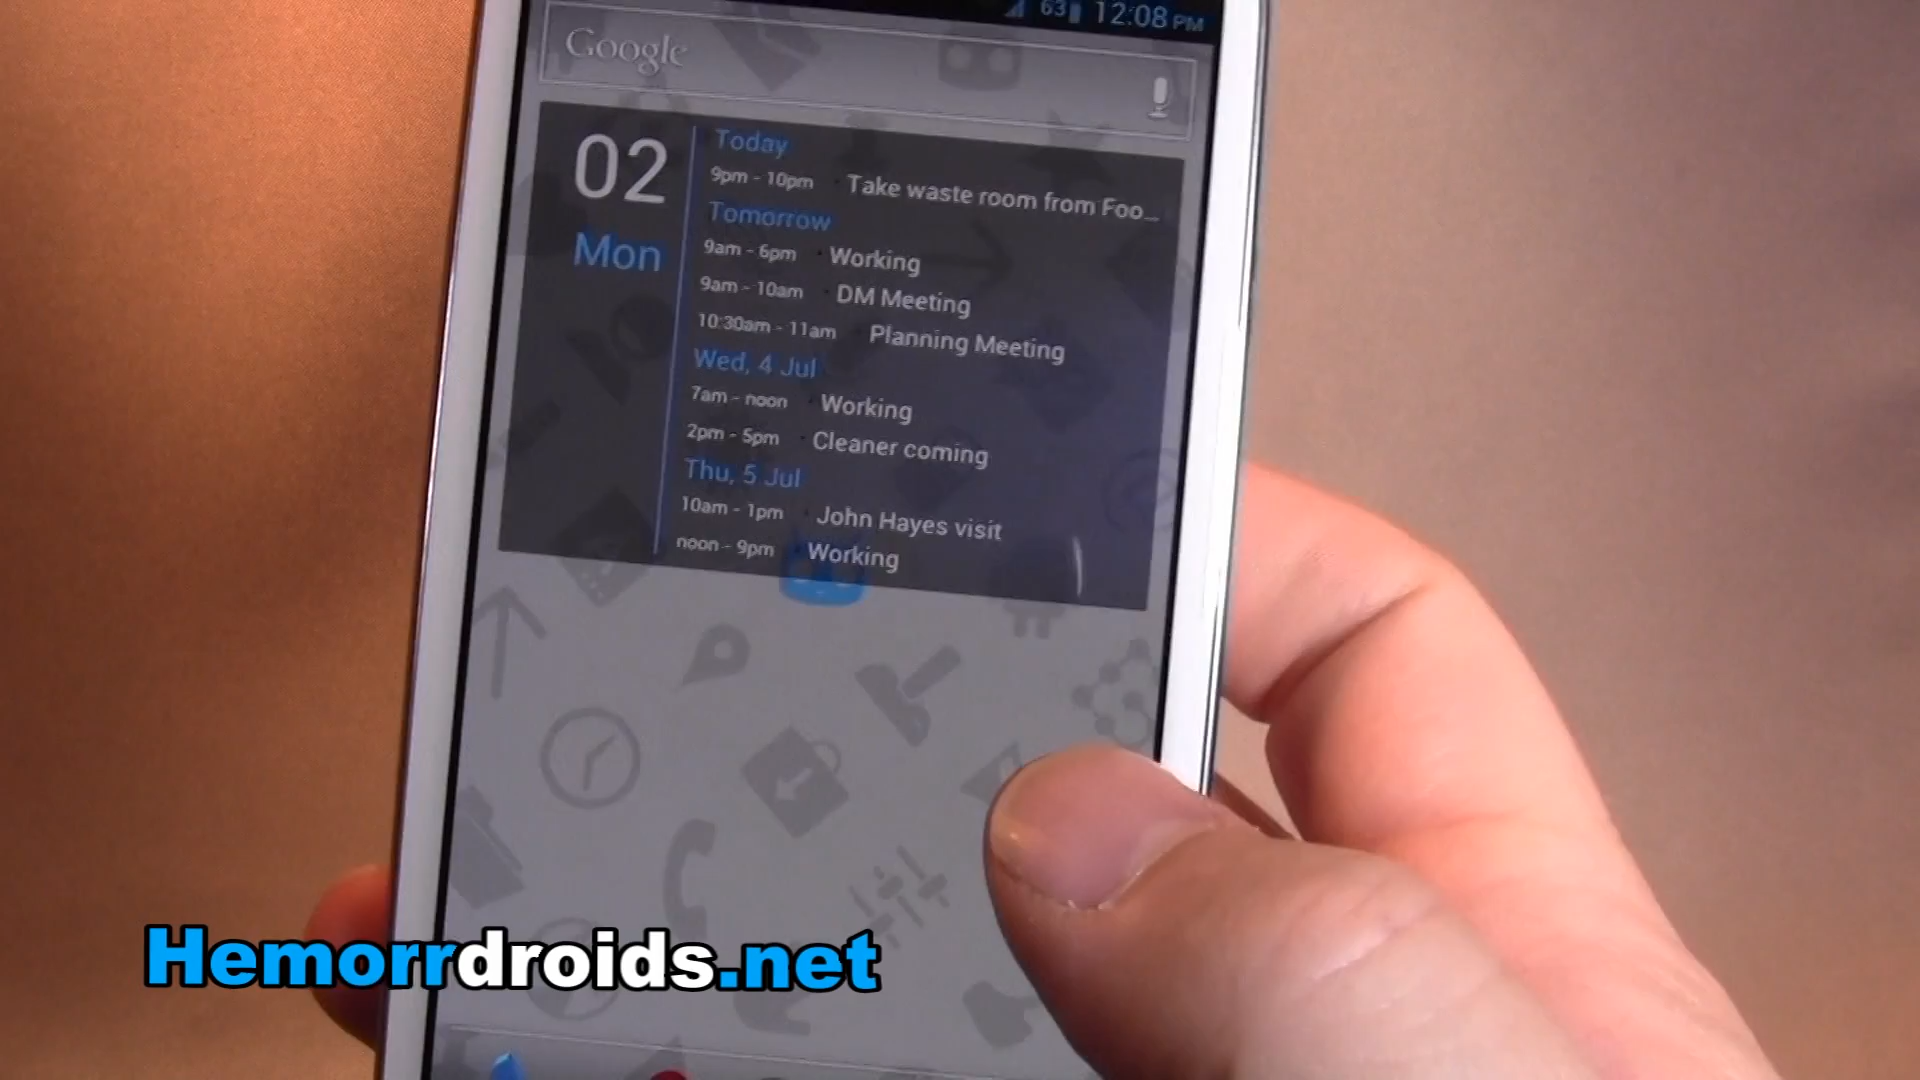 63 12:08 PM
Google
02
Mon
Today
9pm - 10pm Take waste room from Foo...
Tomorrow
9am - 6pm Working
9am - 10am DM Meeting
10:30am - 11am Planning Meeting
Wed, 4 Jul
7am - noon Working
2pm - 5pm Cleaner coming
Thu, 5 Jul
10am - 1pm John Hayes visit
noon - 9pm Working
Hemorrdroids.net